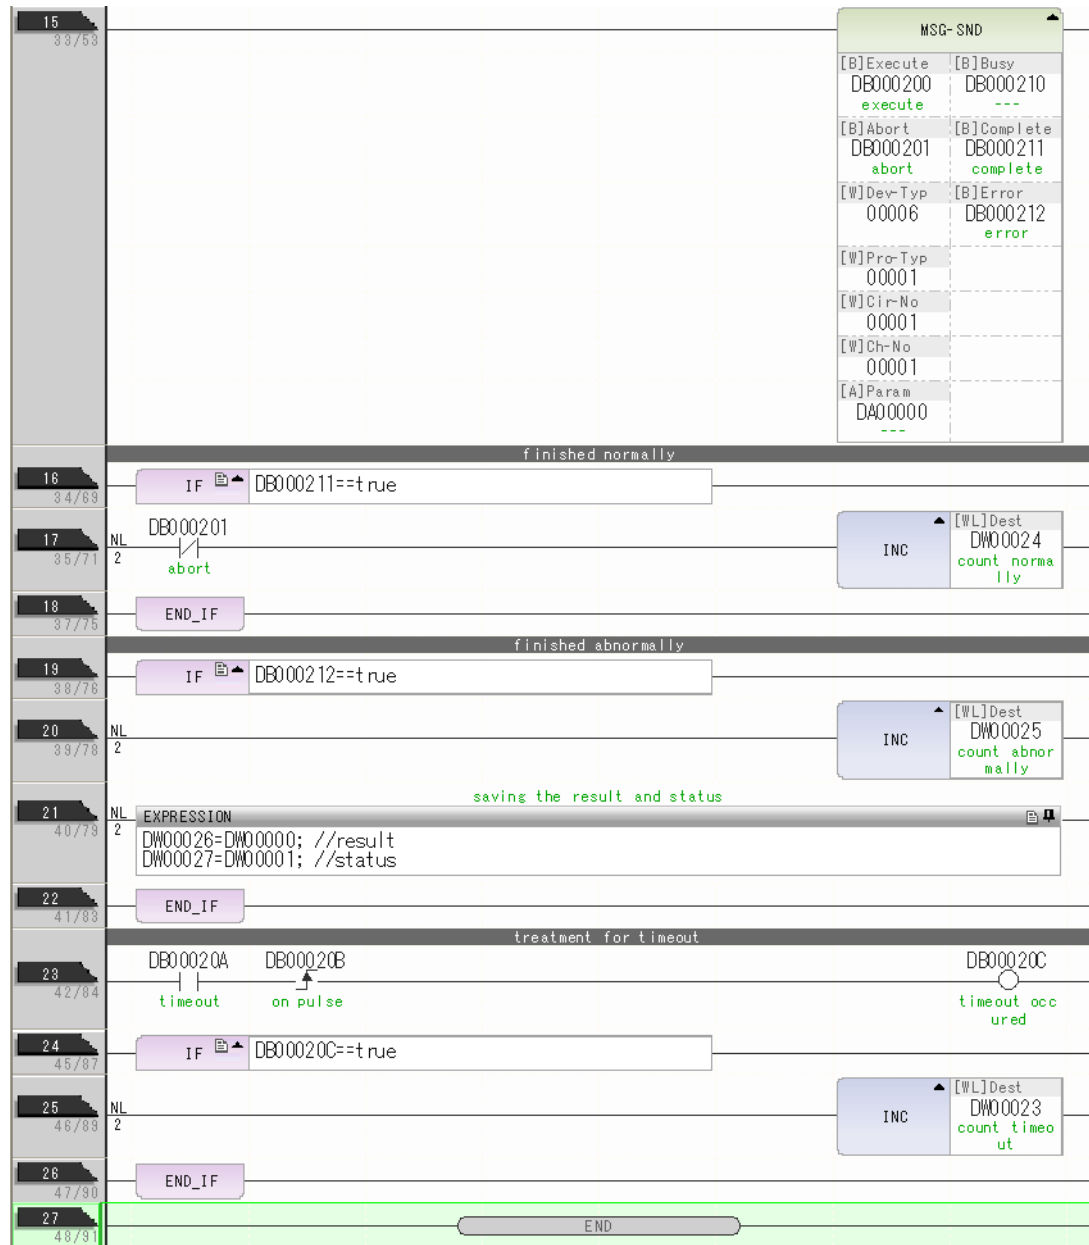 15
33/53
MSG-SND
[B]Execute [B]Busy
DB000200 DB000210
execute ---
[B]Abort [B]Complete
DB000201 DB000211
abort complete
[W]Dev-Typ [B]Error
00006 DB000212
error
[W]Pro-Typ
00001
[W]Cir-No
00001
[W]Ch-No
00001
[A]Param
DA00000
---
finished normally
16
34/69
IF DB000211==true
17
35/71
NL
2
DB000201
abort
INC
[WL]Dest
DW00024
count norma
lly
18
37/75
END_IF
finished abnormally
19
38/76
IF DB000212==true
20
39/78
NL
2
INC
[WL]Dest
DW00025
count abnor
mally
saving the result and status
21
40/79
NL
2
EXPRESSION
DW00026=DW00000; //result
DW00027=DW00001; //status
22
41/83
END_IF
treatment for timeout
23
42/84
DB00020A DB00020B DB00020C
timeout on pulse timeout occ
ured
24
45/87
IF DB00020C==true
25
46/89
NL
2
INC
[WL]Dest
DW00023
count timeo
ut
26
47/90
END_IF
27
48/91
END